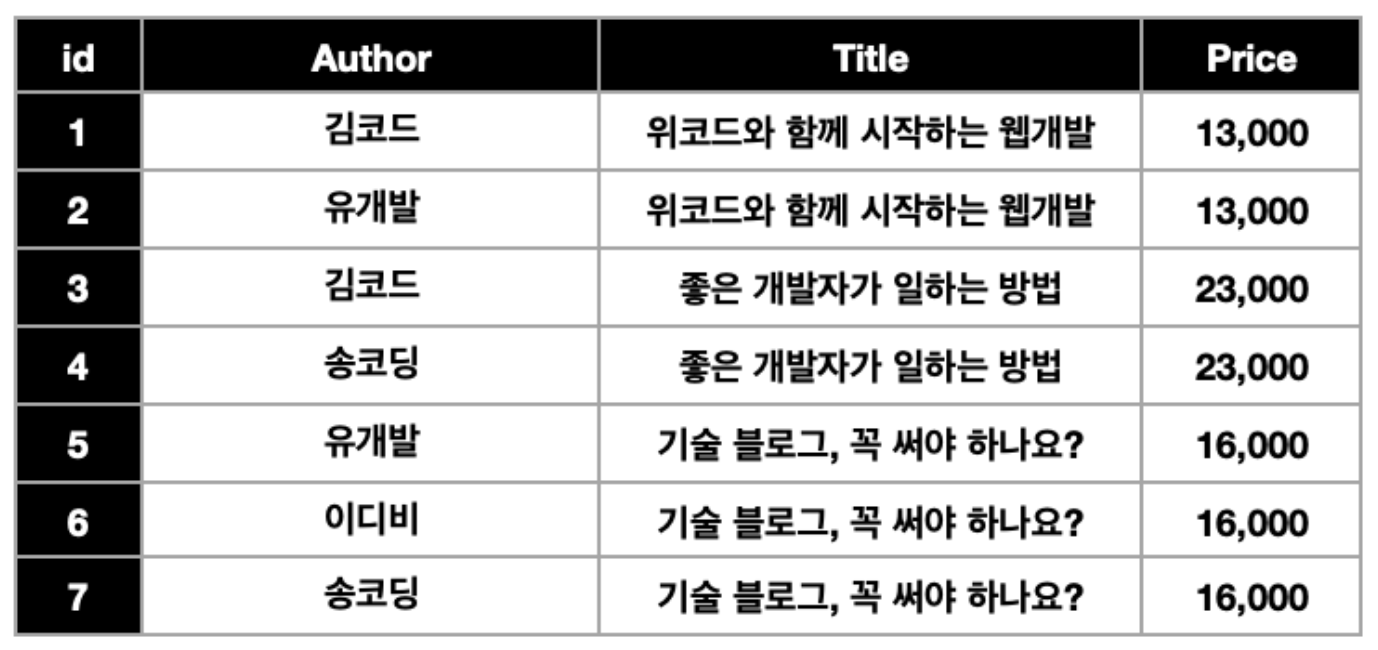 id Author Title Price
1 김코드 위코드와 함께 시작하는 웹개발 13,000
2 유개발 위코드와 함께 시작하는 웹개발 13,000
3 김코드 좋은 개발자가 일하는 방법 23,000
4 송코딩 좋은 개발자가 일하는 방법 23,000
5 유개발 기술 블로그, 꼭 써야 하나요? 16,000
6 이디비 기술 블로그, 꼭 써야 하나요? 16,000
7 송코딩 기술 블로그, 꼭 써야 하나요? 16,000